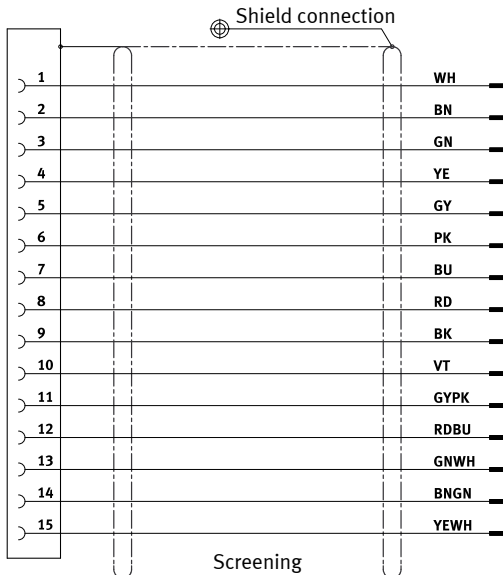 Shield connection
1 WH
2 BN
3 GN
4 YE
5 GY
6 PK
7 BU
8 RD
9 BK
10 VT
11 GYPK
12 RDBU
13 GNWH
14 BNGN
15 YEWH
Screening